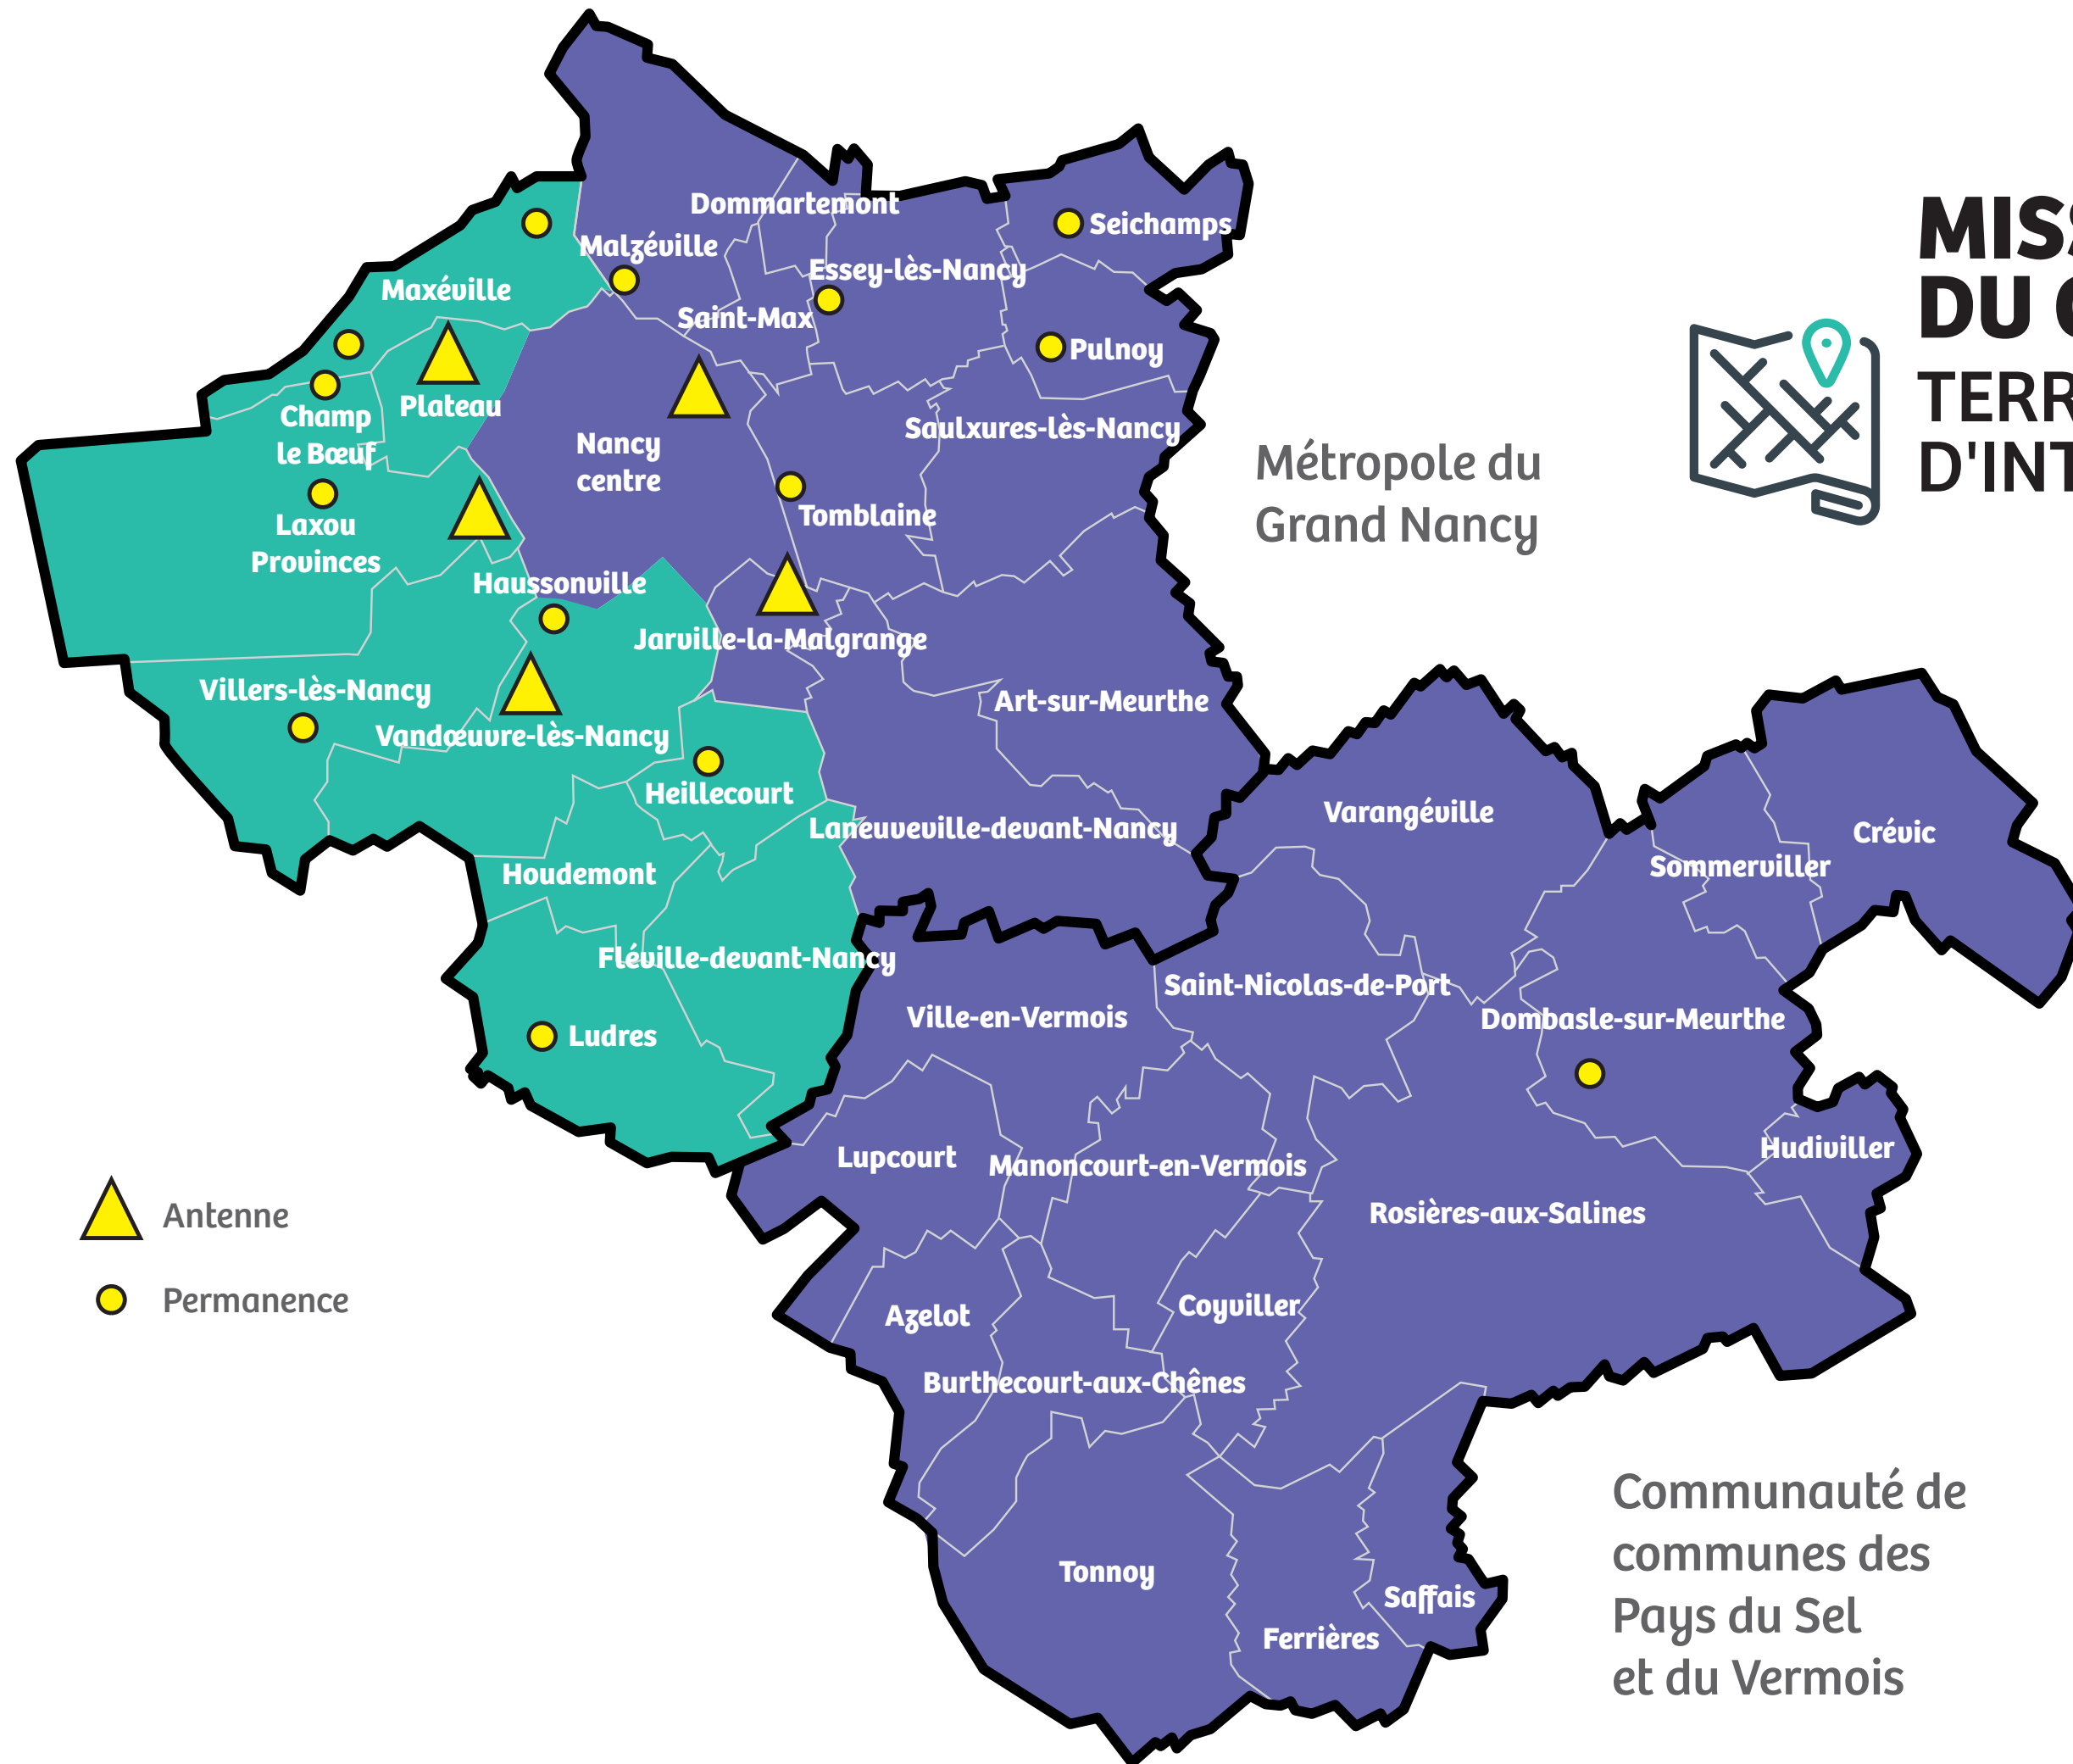 MISS
DU
TERR
D'INT
Métropole du
Grand Nancy
Dommartemont
Seichamps
Malzéville
Essey-lès-Nancy
Maxéville
Saint-Max
Pulnoy
Plateau
Champ
le Bœuf
Saulxures-lès-Nancy
Nancy
centre
Tomblaine
Laxou
Provinces
Haussonville
Jarville-la-Malgrange
Villers-lès-Nancy
Art-sur-Meurthe
Vandœuvre-lès-Nancy
Heillecourt
Varangéville
Laneuveville-devant-Nancy
Crévic
Sommerviller
Houdemont
Fléville-devant-Nancy
Saint-Nicolas-de-Port
Ville-en-Vermois
Dombasle-sur-Meurthe
Ludres
Hudiviller
Lupcourt
Manoncourt-en-Vermois
Rosières-aux-Salines
Antenne
Permanence
Coyviller
Azelot
Burthecourt-aux-Chênes
Tonnoy
Saffais
Ferrières
Communauté de
communes des
Pays du Sel
et du Vermois